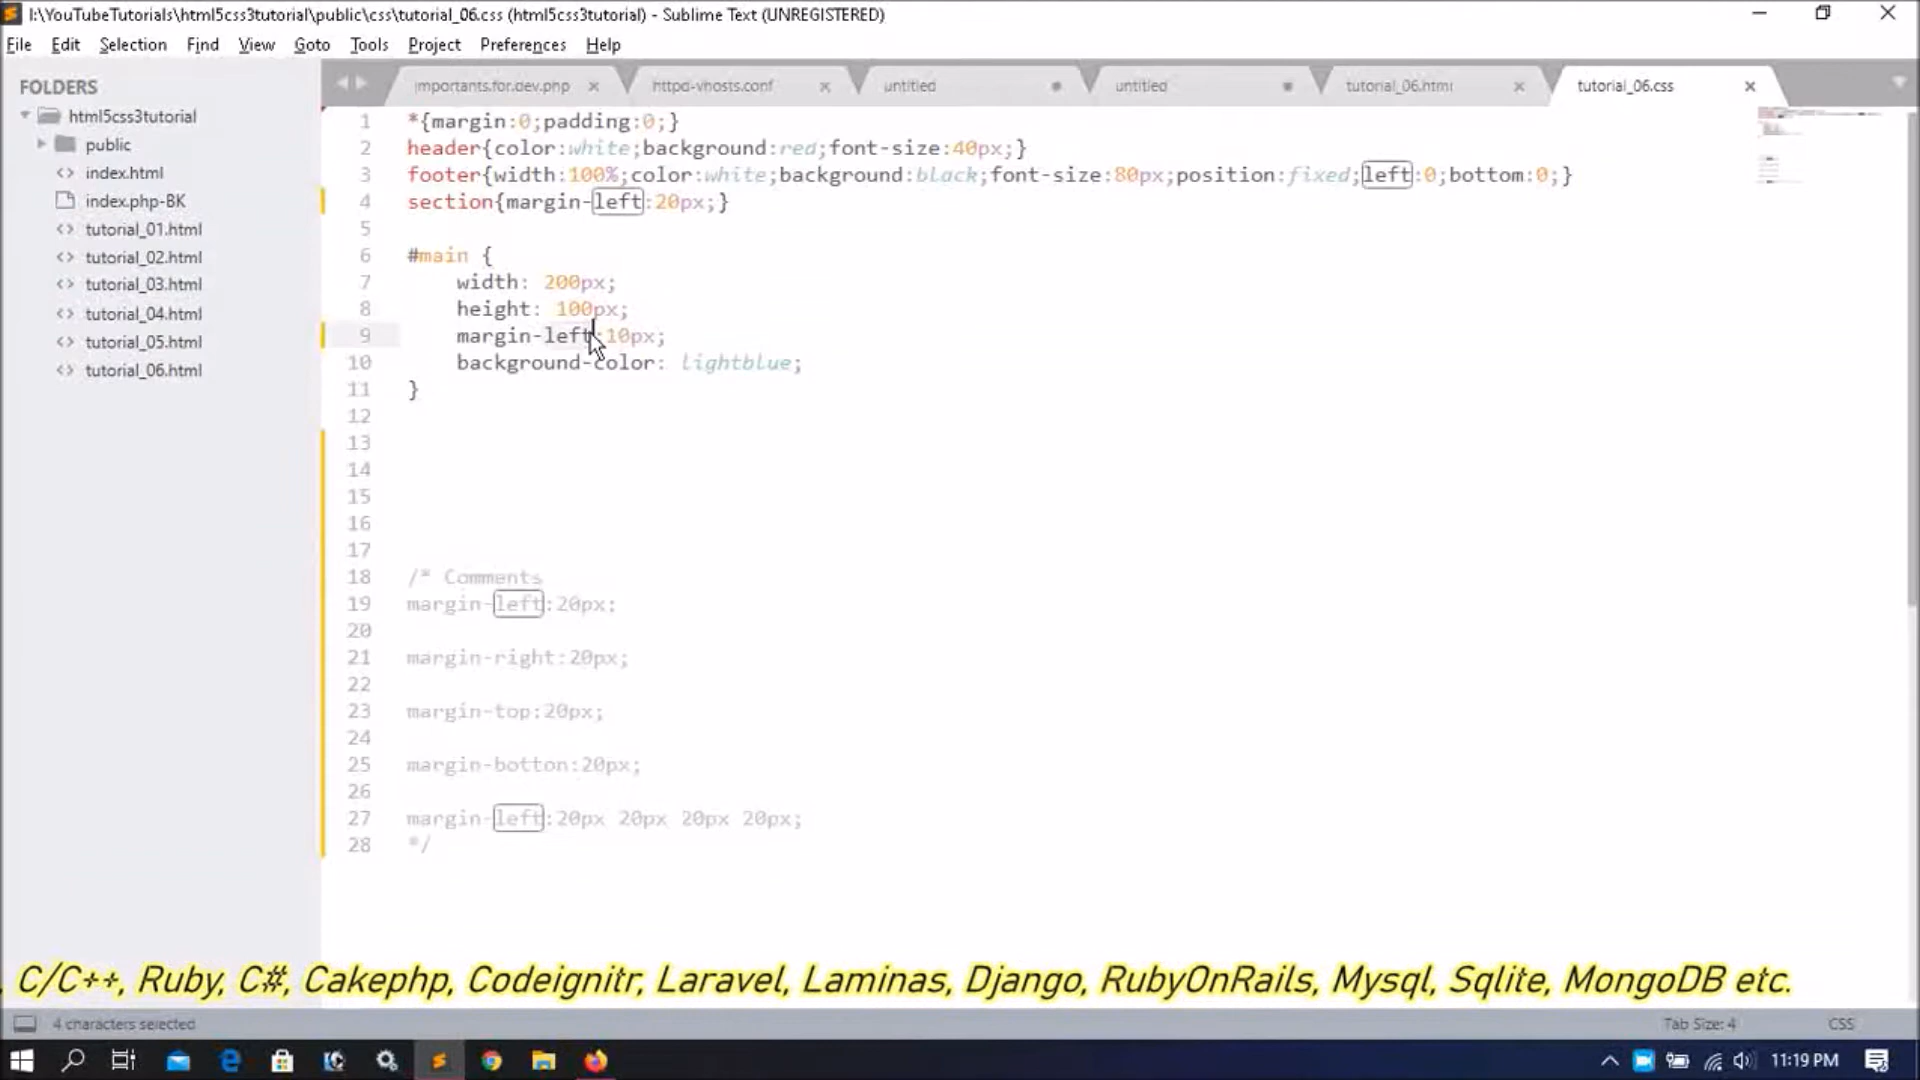 I:\YouTubeTutorials\html5css3tutorial\public\css\tutorial_06.css (html5css3tutorial) - Sublime Text (UNREGISTERED)
File Edit Selection Find View Goto Tools Project Preferences Help
FOLDERS
html5css3tutorial
public
index.html
index.php-BK
tutorial_01.html
tutorial_02.html
tutorial_03.html
tutorial_04.html
tutorial_05.html
tutorial_06.html
importants.for.dev.php httpd-vhosts.conf untitled untitled tutorial_06.html tutorial_06.css
1 *{margin:0;padding:0;}
2 header{color:white;background:red;font-size:40px;}
3 footer{width:100%;color:white;background:black;font-size:80px;position:fixed;left:0;bottom:0;}
4 section{margin-left:20px;}
5
6 #main {
7 width: 200px;
8 height: 100px;
9 margin-left:10px;
10 background-color: lightblue;
11 }
12
13
14
15
16
17
18 /* Comments
19 margin-left:20px;
20
21 margin-right:20px;
22
23 margin-top:20px;
24
25 margin-botton:20px;
26
27 margin-left:20px 20px 20px 20px;
28 */
, C/C++, Ruby, C#, Cakephp, Codeignitr, Laravel, Laminas, Django, RubyOnRails, Mysql, Sqlite, MongoDB etc.
4 characters selected Tab Size: 4 CSS
11:19 PM